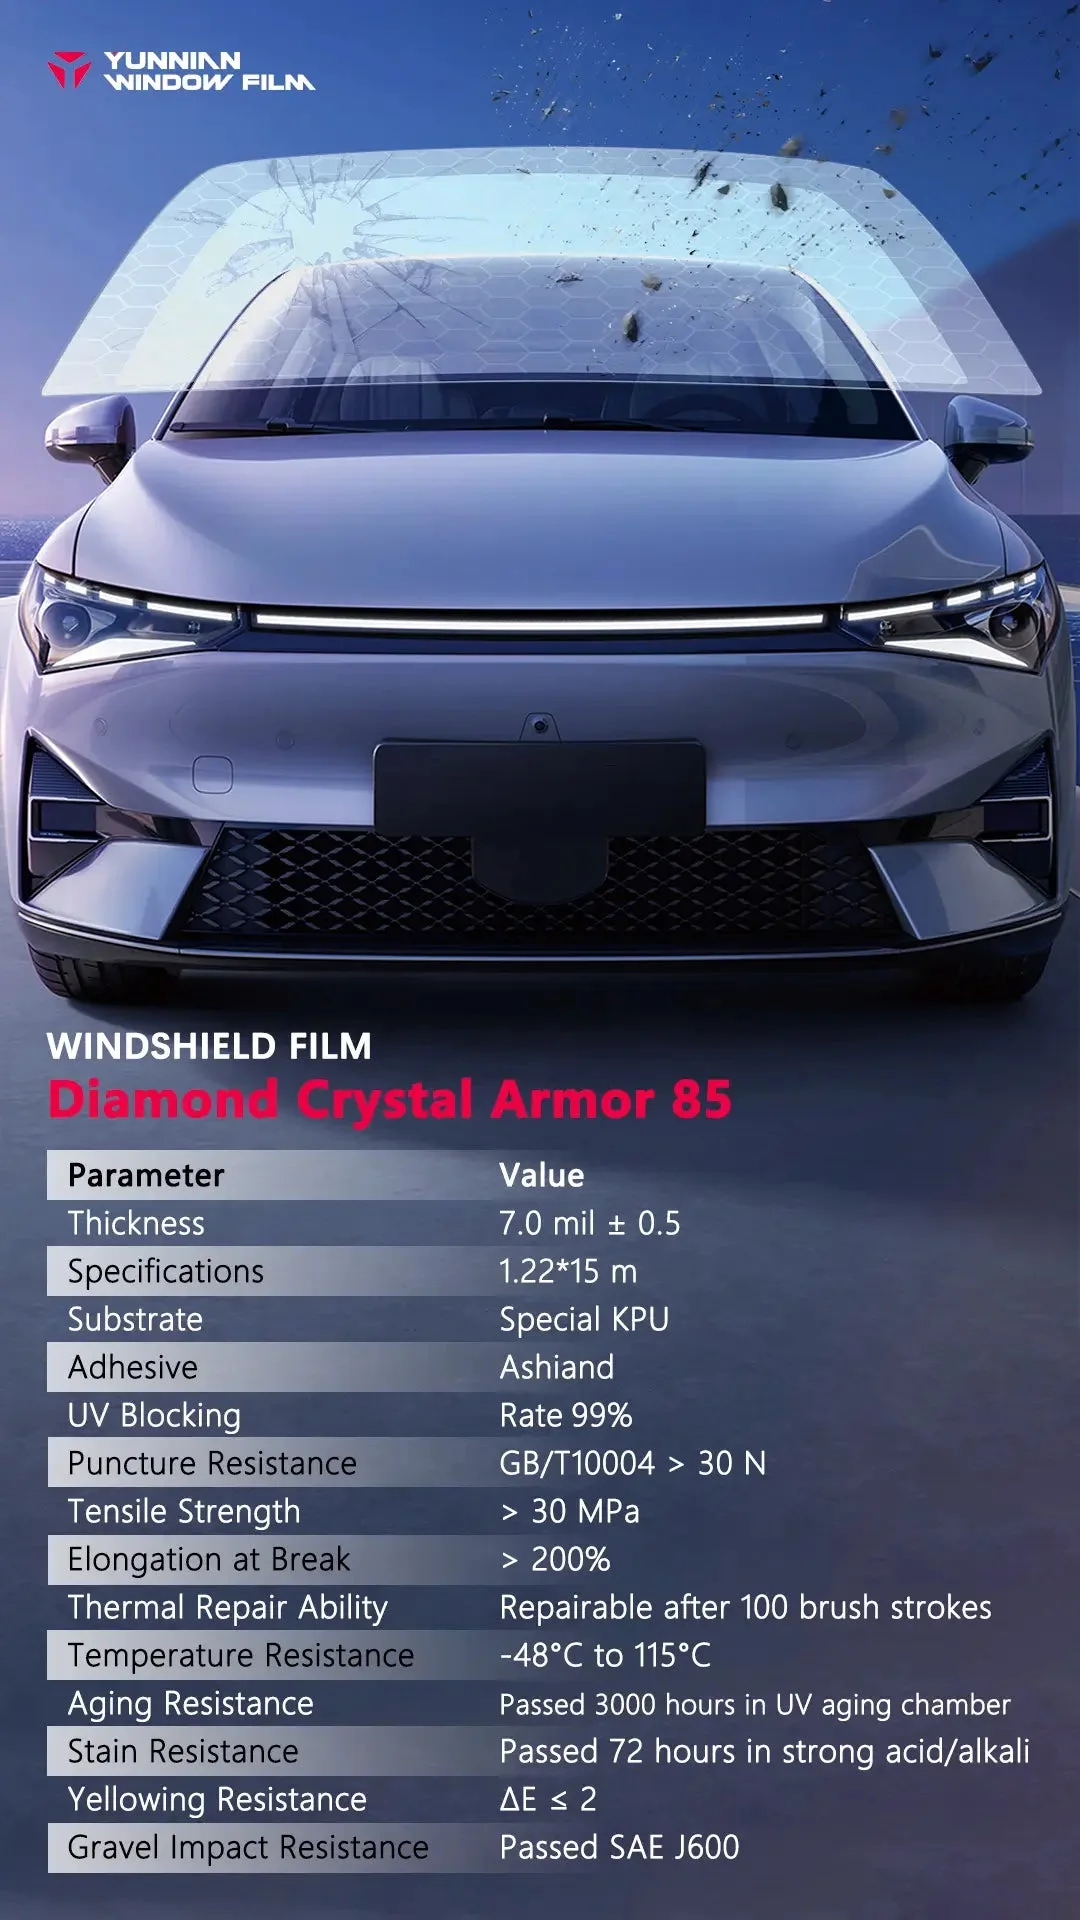 YUNNIAN
WINDOW FILM
WINDSHIELD FILM
Diamond Crystal Armor 85
Parameter Value
Thickness 7.0 mil ± 0.5
Specifications 1.22*15 m
Substrate Special KPU
Adhesive Ashiand
UV Blocking Rate 99%
Puncture Resistance GB/T10004 > 30 N
Tensile Strength > 30 MPa
Elongation at Break > 200%
Thermal Repair Ability Repairable after 100 brush strokes
Temperature Resistance -48°C to 115°C
Aging Resistance Passed 3000 hours in UV aging chamber
Stain Resistance Passed 72 hours in strong acid/alkali
Yellowing Resistance ΔE ≤ 2
Gravel Impact Resistance Passed SAE J600